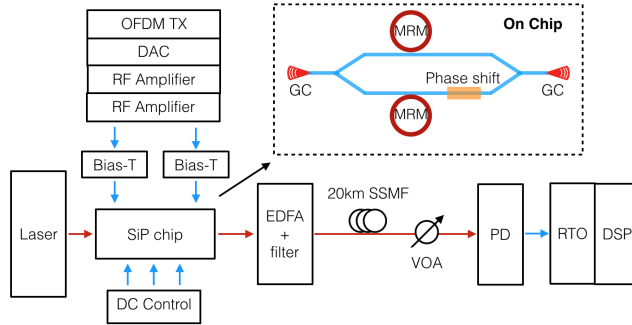 OFDM TX
DAC
RF Amplifier
RF Amplifier
Bias-T
Bias-T
On Chip
MRM
GC
Phase shift
GC
MRM
Laser
SiP chip
DC Control
EDFA
+
filter
20km SSMF
VOA
PD
RTO
DSP